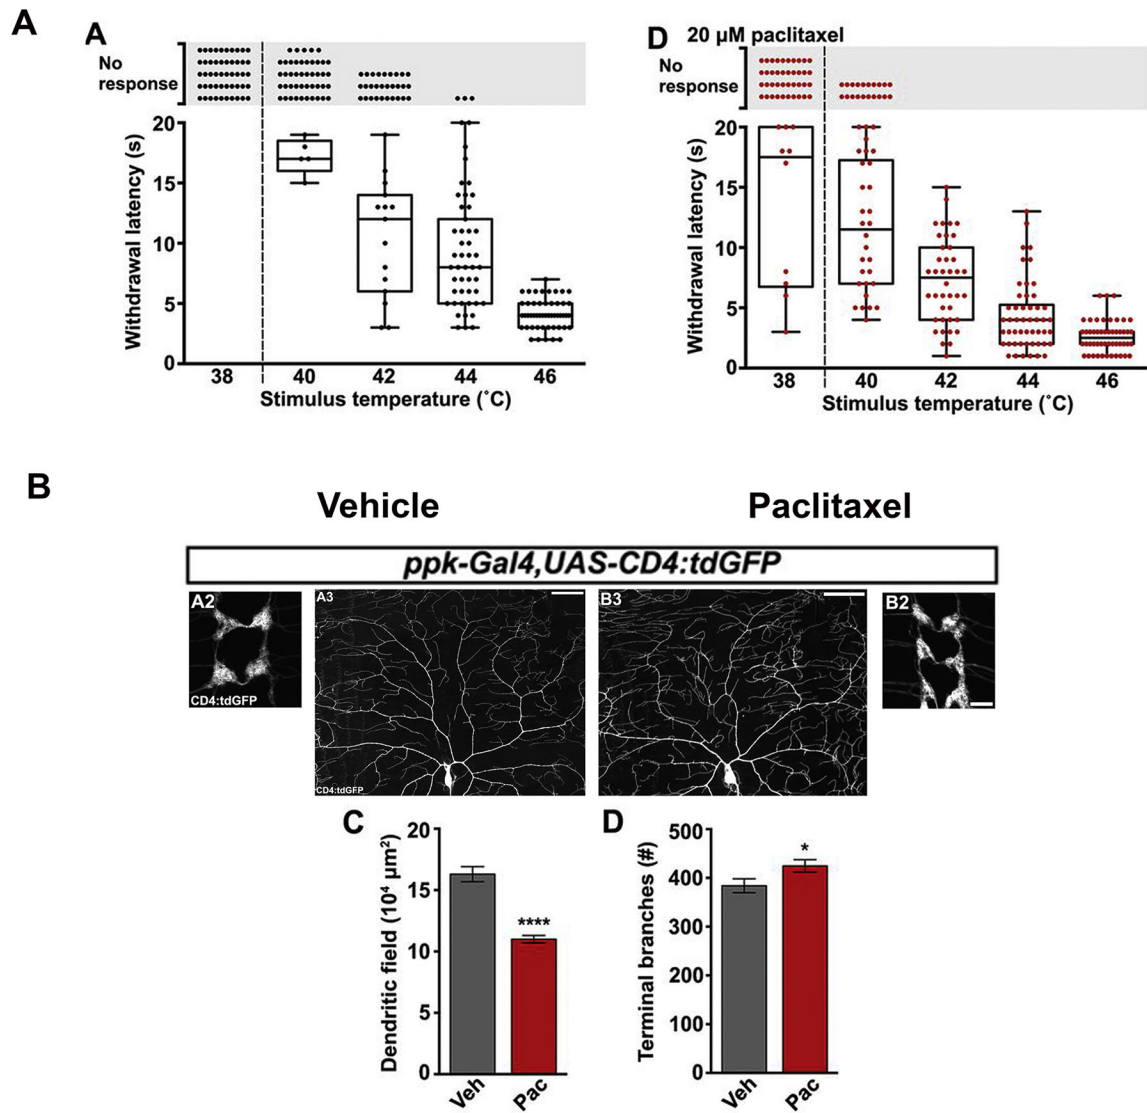 A
A
No
response
Withdrawal latency (s)
20
15
10
5
0
38
40
42
44
46
Stimulus temperature (˚C)
D
20 µM paclitaxel
No
response
Withdrawal latency (s)
20
15
10
5
0
38
40
42
44
46
Stimulus temperature (˚C)
B
Vehicle
Paclitaxel
ppk-Gal4,UAS-CD4:tdGFP
A2
CD4:tdGFP
A3
CD4:tdGFP
B3
B2
C
Dendritic field (10⁴ µm²)
20
15
10
5
0
****
Veh
Pac
D
Terminal branches (#)
500
400
300
200
100
0
*
Veh
Pac